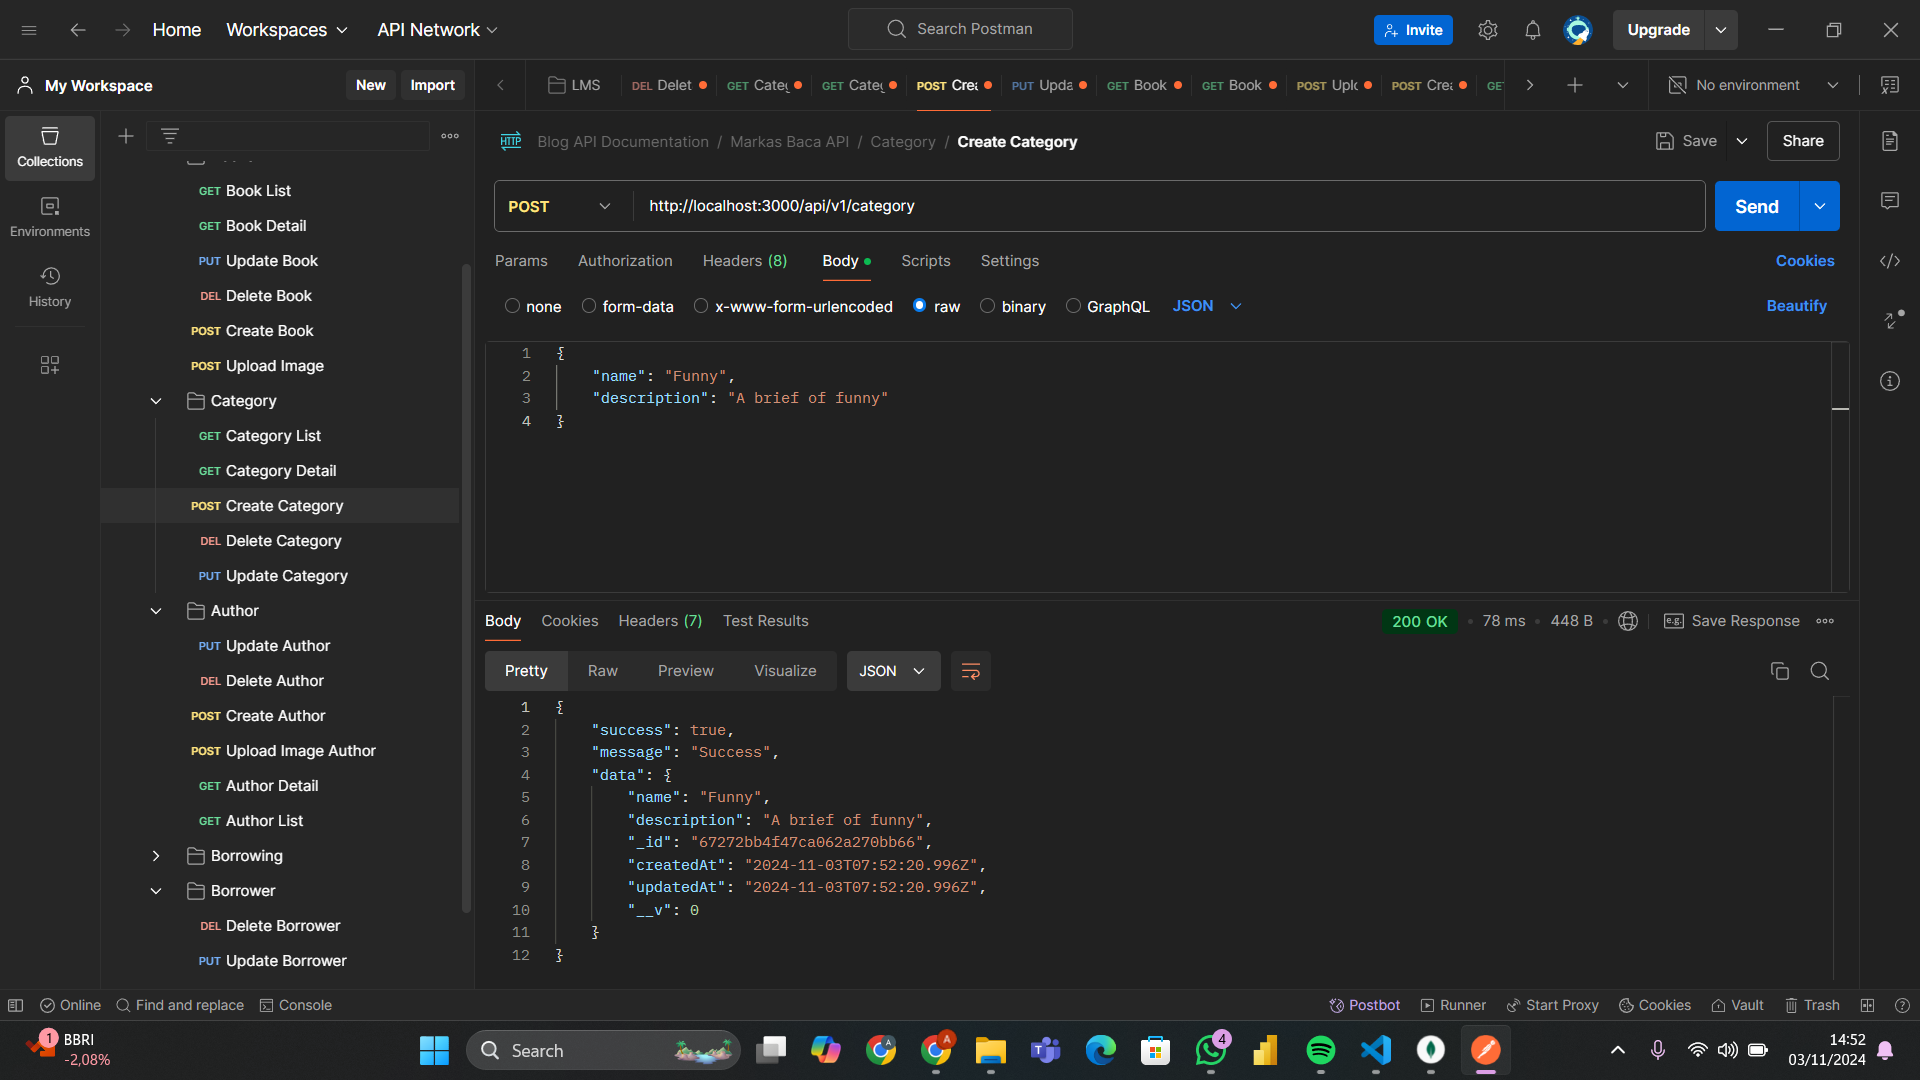 Home
Workspaces
API Network
Search Postman
Invite
Upgrade
My Workspace
New
Import
LMS
DEL Delet
GET Categ
GET Categ
POST Crea
PUT Upda
GET Book
GET Book
POST Uplo
POST Crea
GET
No environment
Collections
Environments
History
GET Book List
GET Book Detail
PUT Update Book
DEL Delete Book
POST Create Book
POST Upload Image
Category
GET Category List
GET Category Detail
POST Create Category
DEL Delete Category
PUT Update Category
Author
PUT Update Author
DEL Delete Author
POST Create Author
POST Upload Image Author
GET Author Detail
GET Author List
Borrowing
Borrower
DEL Delete Borrower
PUT Update Borrower
HTTP Blog API Documentation / Markas Baca API / Category / Create Category
Save
Share
POST http://localhost:3000/api/v1/category
Send
Params Authorization Headers (8) Body Scripts Settings
Cookies
none form-data x-www-form-urlencoded raw binary GraphQL JSON
Beautify
1 {
2 "name": "Funny",
3 "description": "A brief of funny"
4 }
Body Cookies Headers (7) Test Results
200 OK 78 ms 448 B e.g. Save Response
Pretty Raw Preview Visualize JSON
1 {
2 "success": true,
3 "message": "Success",
4 "data": {
5 "name": "Funny",
6 "description": "A brief of funny",
7 "_id": "67272bb4f47ca062a270bb66",
8 "createdAt": "2024-11-03T07:52:20.996Z",
9 "updatedAt": "2024-11-03T07:52:20.996Z",
10 "__v": 0
11 }
12 }
Online Find and replace Console
Postbot Runner Start Proxy Cookies Vault Trash
1 BBRI
-2,08%
Search
A
A
4
14:52
03/11/2024